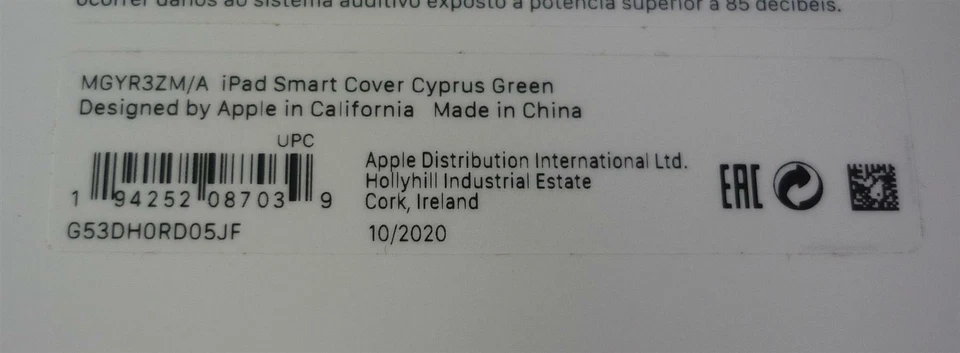 ocorrer danos ao sistema auditivo exposto à potência superior a 85 decibéis.
MGYR3ZM/A iPad Smart Cover Cyprus Green
Designed by Apple in California Made in China
UPC
1 94252 08703 9
G53DH0RD05JF
Apple Distribution International Ltd.
Hollyhill Industrial Estate
Cork, Ireland
10/2020
EAC